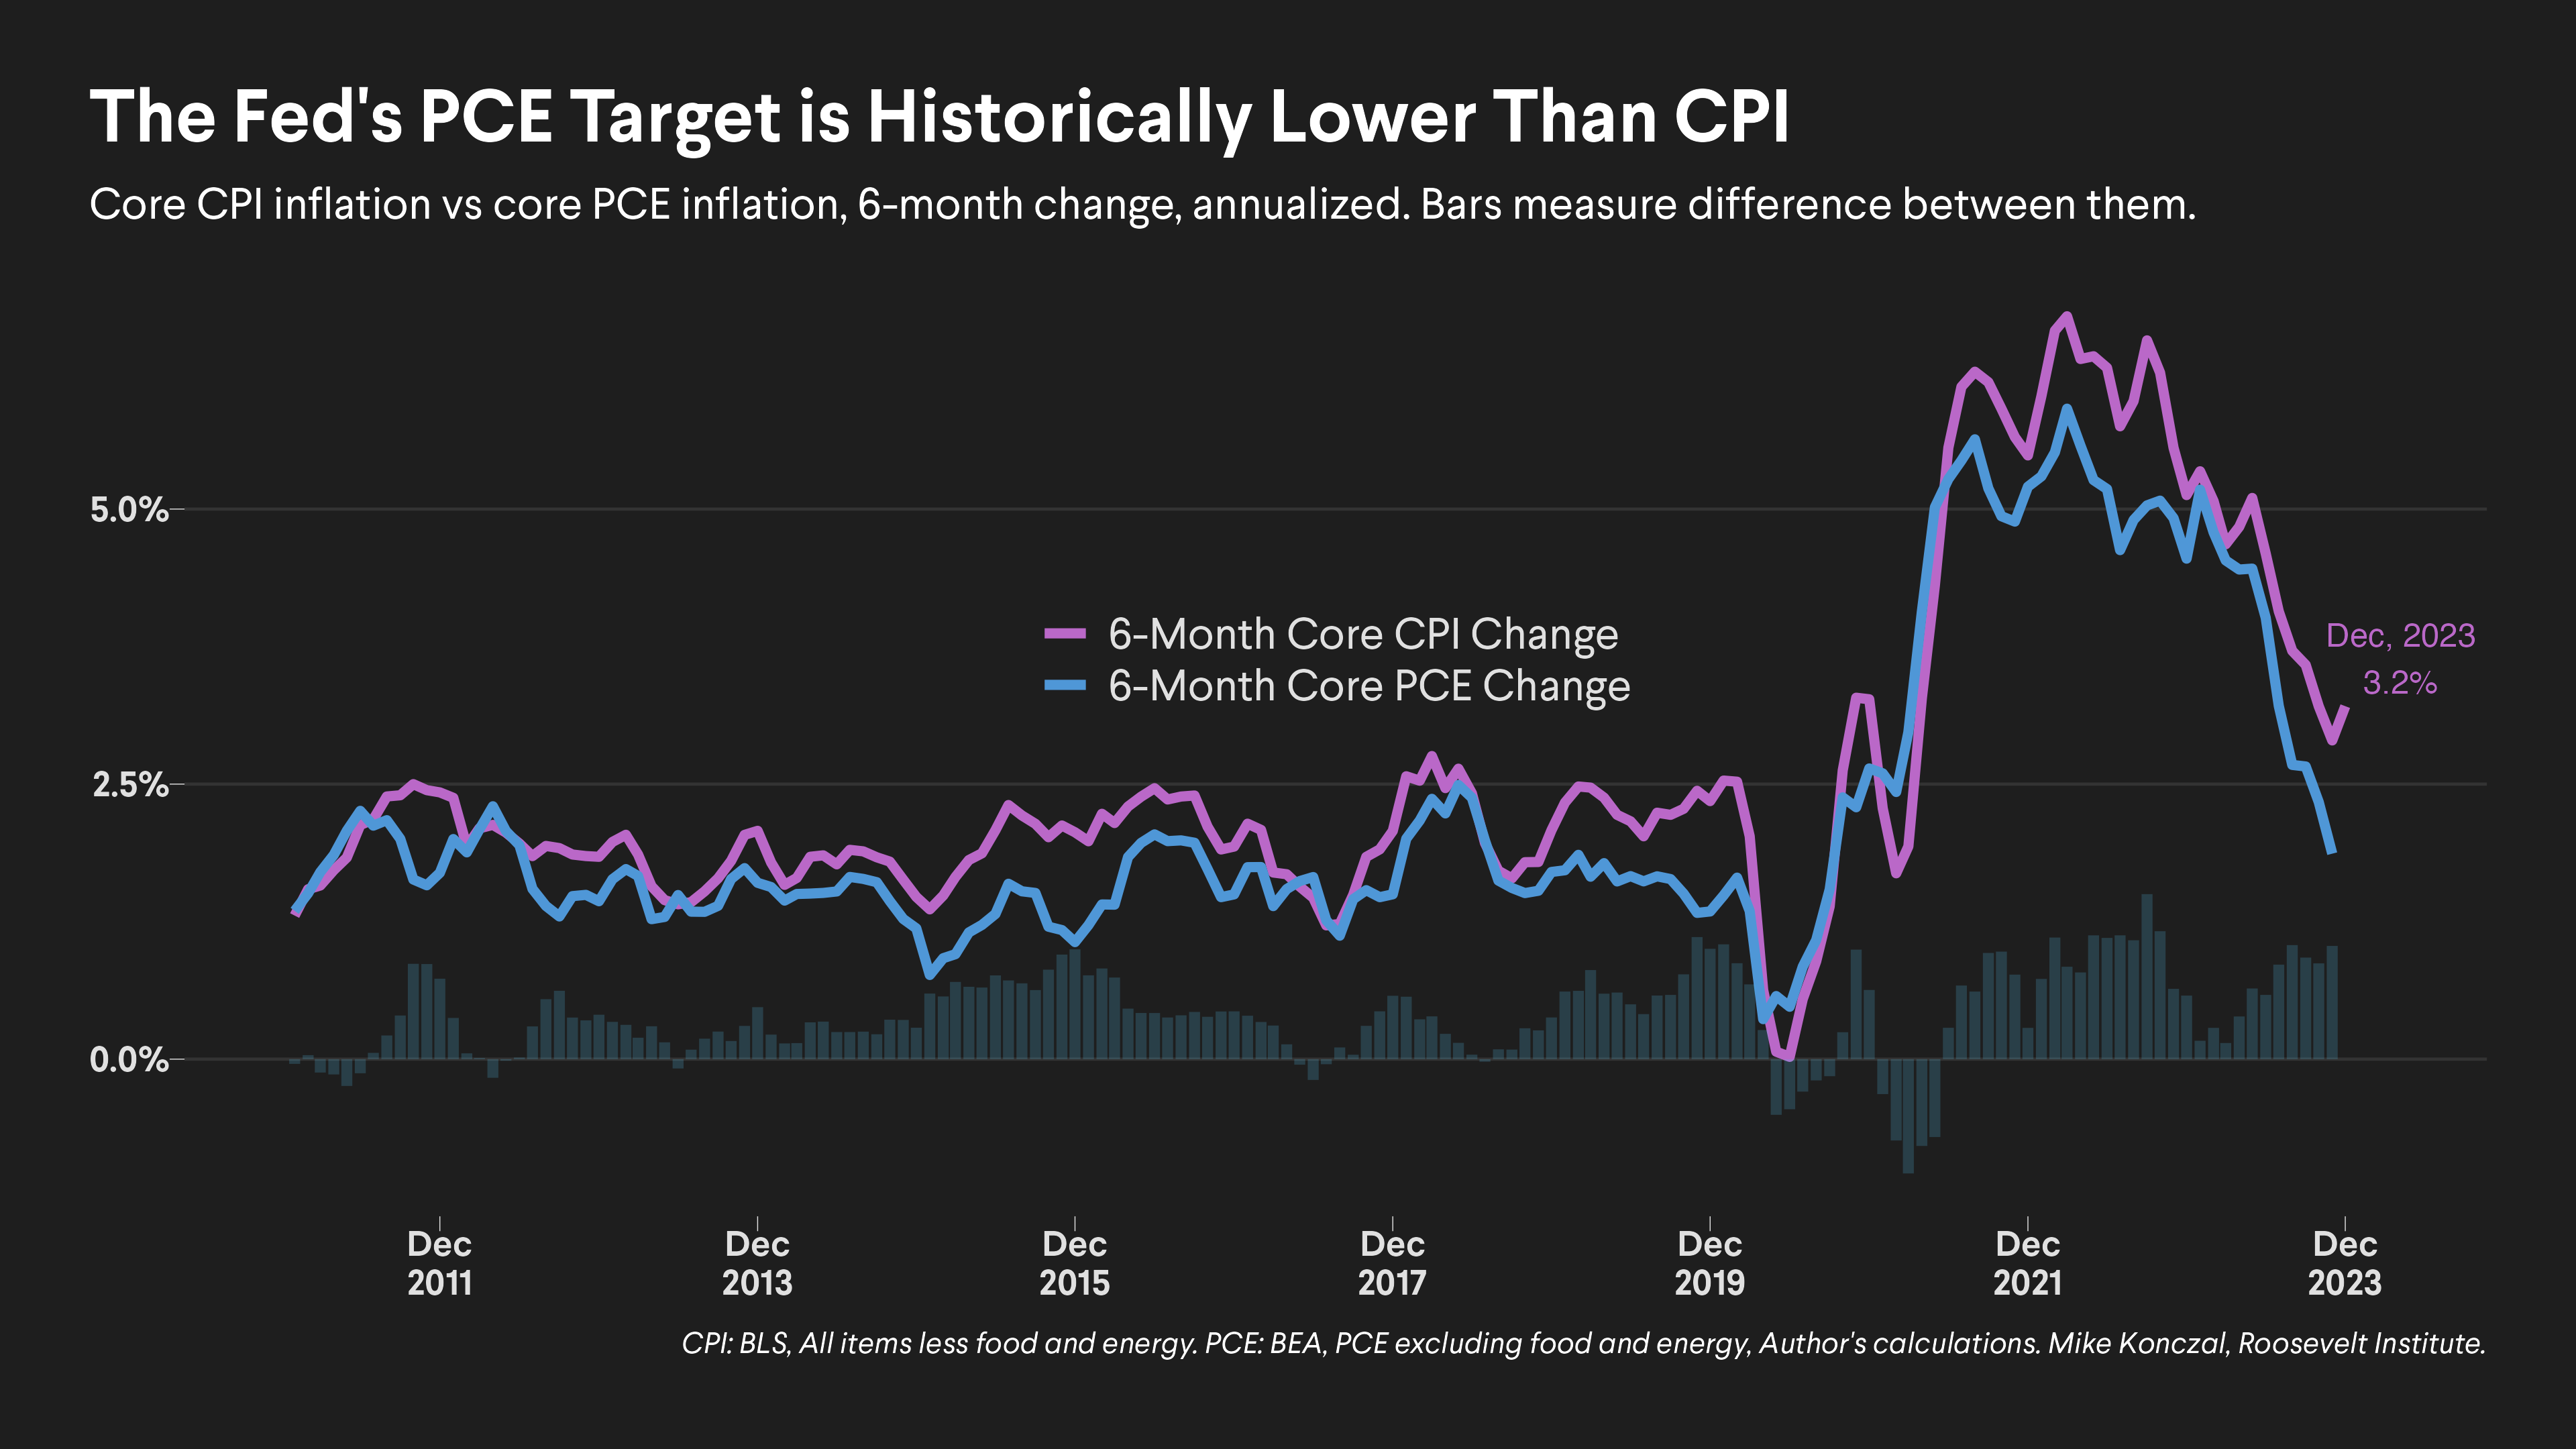 The Fed's PCE Target is Historically Lower Than CPI
Core CPI inflation vs core PCE inflation, 6-month change, annualized. Bars measure difference between them.
5.0%
6-Month Core CPI Change
6-Month Core PCE Change
Dec, 2023
3.2%
2.5%
0.0%
Dec Dec Dec Dec Dec Dec Dec
2011 2013 2015 2017 2019 2021 2023
CPI: BLS, All items less food and energy. PCE: BEA, PCE excluding food and energy, Author's calculations. Mike Konczal, Roosevelt Institute.